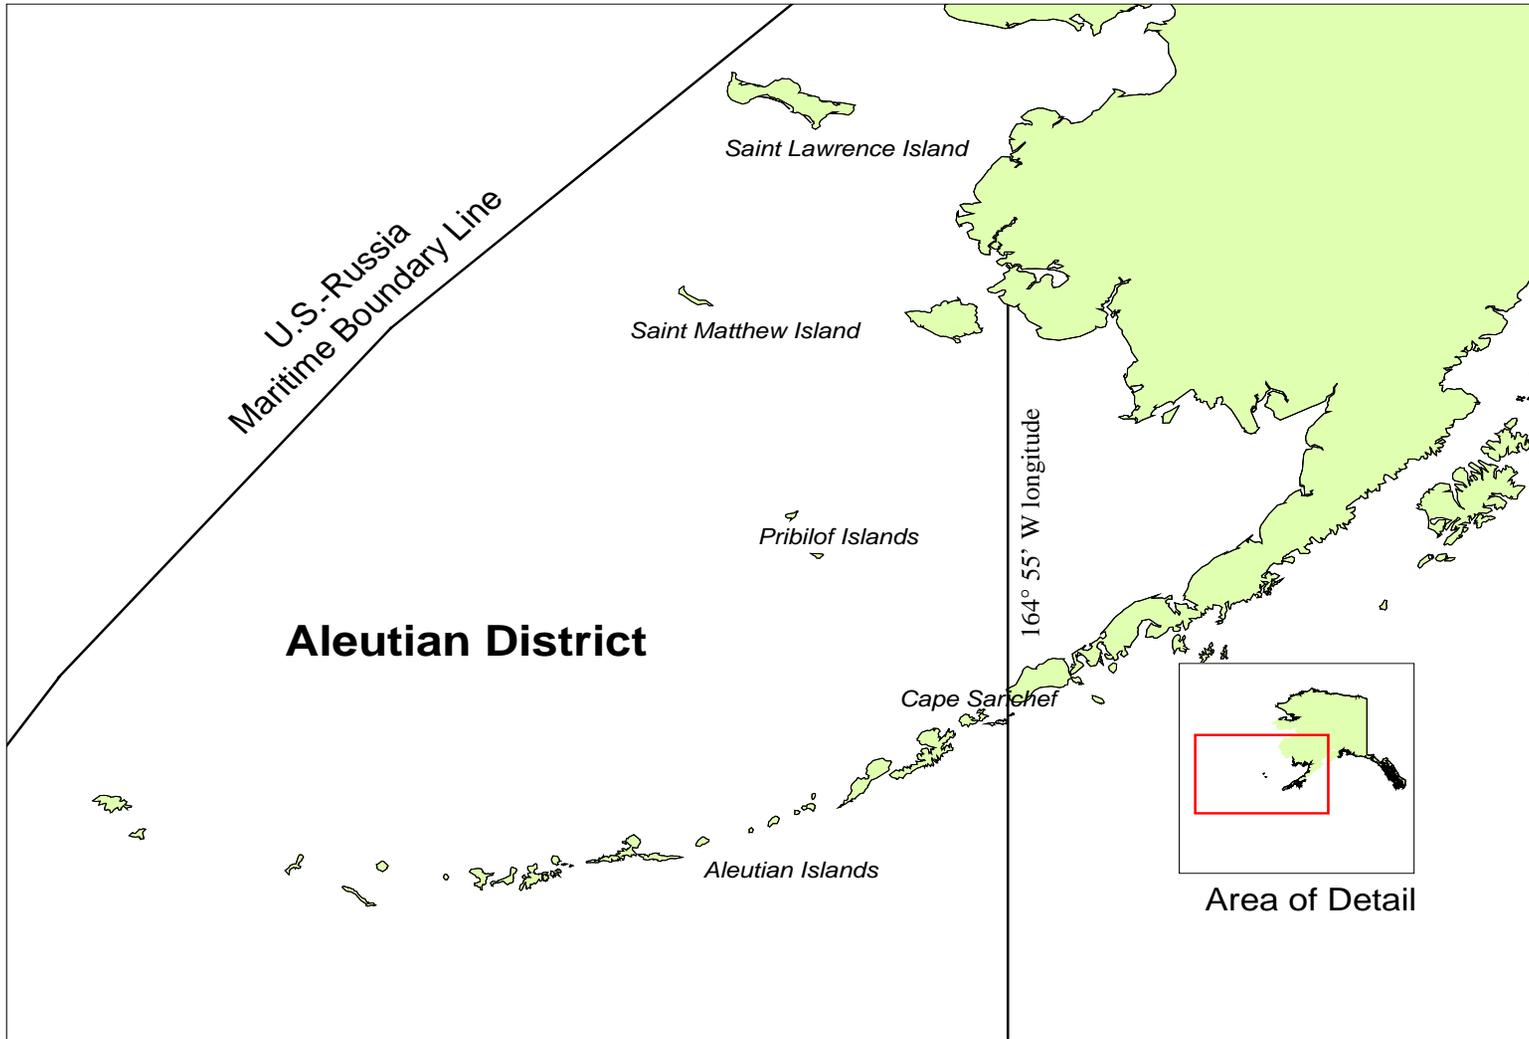 Saint Lawrence Island
U.S.-Russia
Maritime Boundary Line
Saint Matthew Island
164° 55’ W longitude
Pribilof Islands
Aleutian District
Cape Sarichef
Aleutian Islands
Area of Detail